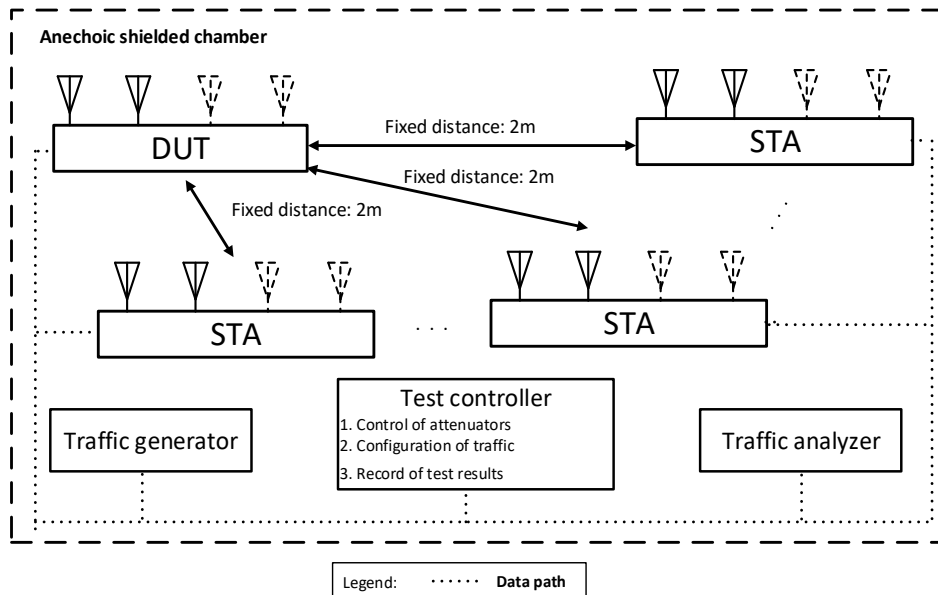 Anechoic shielded chamber
DUT
Fixed distance: 2m
STA
Fixed distance: 2m
Fixed distance: 2m
STA
. . .
STA
Test controller
1. Control of attenuators
2. Configuration of traffic
3. Record of test results
Traffic generator
Traffic analyzer
Legend: ...... Data path